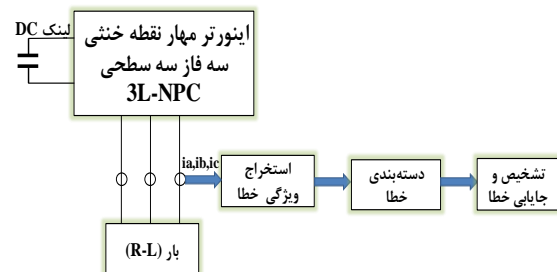 لینک DC
اینورتر مهار نقطه خنثی
سه فاز سه سطحی
3L-NPC
ia,ib,ic
استخراج
ویژگی خطا
دسته‌بندی
خطا
تشخیص و
جایابی خطا
بار (R-L)